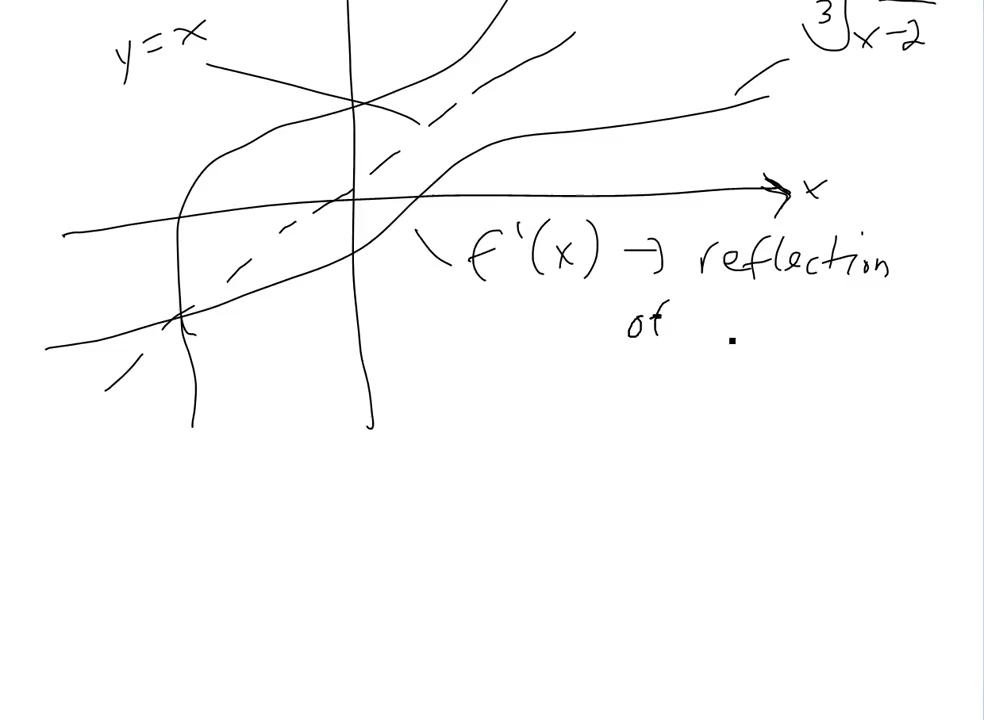 y = x
∛(x-2)
x
f⁻¹(x) → reflection
of